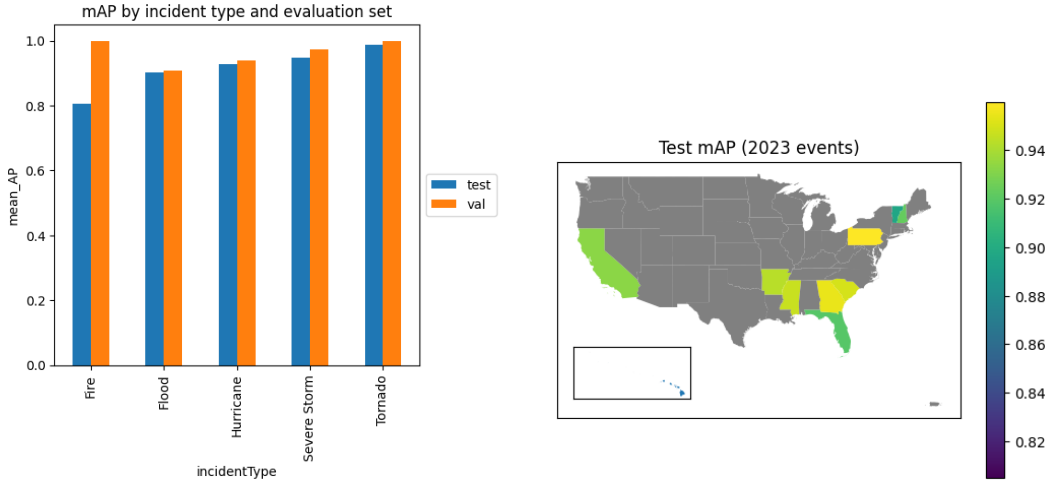 mAP by incident type and evaluation set
mean_AP
1.0
0.8
0.6
0.4
0.2
0.0
Fire
Flood
Hurricane
Severe Storm
Tornado
incidentType
test
val
Test mAP (2023 events)
0.94
0.92
0.90
0.88
0.86
0.84
0.82